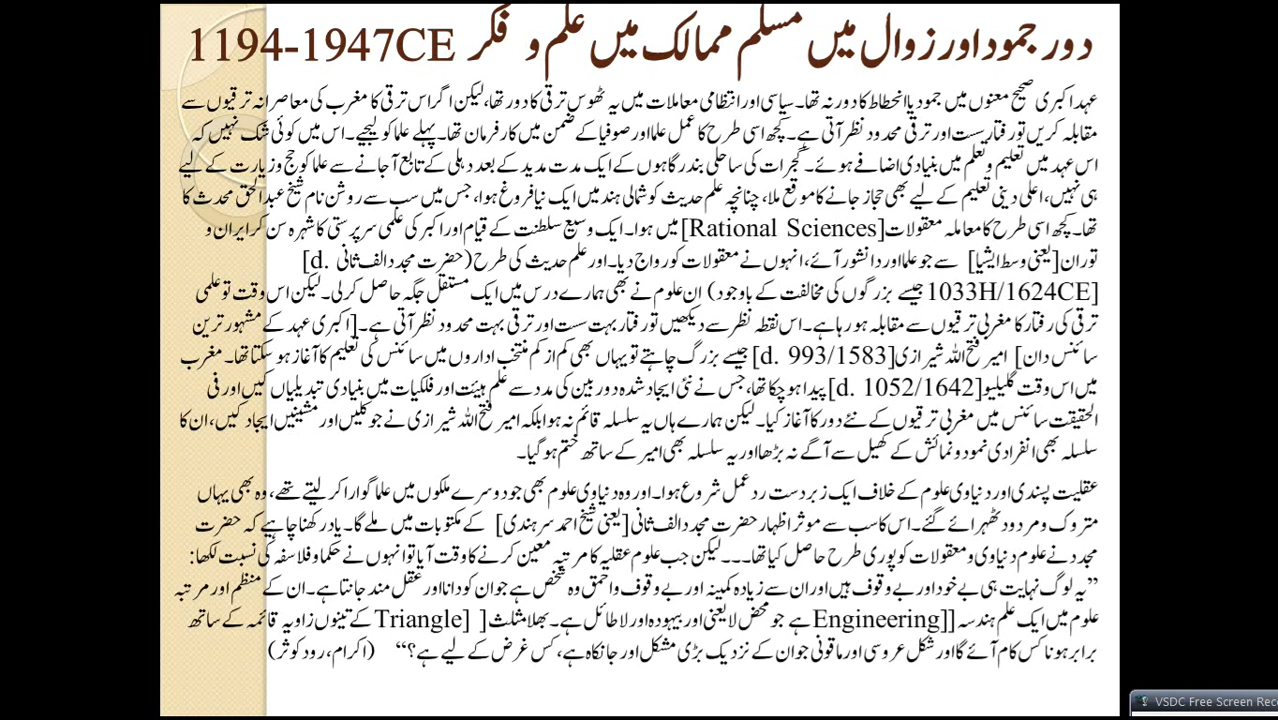 دور جمود اور زوال میں مسلم ممالک میں علم و فکر 1194-1947CE
عہد اکبری صحیح معنوں میں جمود یا انحطاط کا دور نہ تھا۔ سیاسی اور انتظامی معاملات میں یہ ٹھوس ترقی کا دور تھا، لیکن اگر اس ترقی کا مغرب کی معاصرانہ ترقیوں سے
مقابلہ کریں تو رفتار سست اور ترقی محدود نظر آتی ہے۔ کچھ اسی طرح کا عمل علما اور صوفیا کے ضمن میں کار فرمان تھا۔ پہلے علما کو لیجیے۔ اس میں کوئی شک نہیں کہ
اس عہد میں تعلیم و تعلم میں بنیادی اضافے ہوئے۔ گجرات کی ساحلی بندرگاہوں کے ایک مدت مدید کے بعد دہلی کے تابع آ جانے سے علما کو حج و زیارت کے لیے
ہی نہیں، اعلی دینی تعلیم کے لیے بھی حجاز جانے کا موقع ملا، چنانچہ علم حدیث کو شمالی ہند میں ایک نیا فروغ ہوا، جس میں سب سے روشن نام شیخ عبد الحق محدث کا
تھا۔ کچھ اسی طرح کا معاملہ معقولات [Rational Sciences] میں ہوا۔ ایک وسیع سلطنت کے قیام اور اکبر کی علمی سرپرستی کا شہرہ سن کر ایران و
توران [یعنی وسط ایشیا] سے جو علما اور دانشور آئے، انہوں نے معقولات کو رواج دیا۔ اور علم حدیث کی طرح (حضرت مجدد الف ثانی [d.
1033H/1624CE] جیسے بزرگوں کی مخالفت کے باوجود) ان علوم نے بھی ہمارے درس میں ایک مستقل جگہ حاصل کر لی۔ لیکن اس وقت تو علمی
ترقی کی رفتار کا مغربی ترقیوں سے مقابلہ ہو رہا ہے۔ اس نقطہ نظر سے دیکھیں تو رفتار بہت سست اور ترقی بہت محدود نظر آتی ہے۔ [اکبری عہد کے مشہور ترین
سائنس دان] امیر فتح اللہ شیرازی [d. 993/1583] جیسے بزرگ چاہتے تو یہاں بھی کم از کم منتخب اداروں میں سائنس کی تعلیم کا آغاز ہو سکتا تھا۔ مغرب
میں اس وقت گلیلیو [d. 1052/1642] پیدا ہو چکا تھا، جس نے نئی ایجاد شدہ دوربین کی مدد سے علم ہیئت اور فلکیات میں بنیادی تبدیلیاں کیں اور فی
الحقیقت سائنس میں مغربی ترقیوں کے نئے دور کا آغاز کیا۔ لیکن ہمارے ہاں یہ سلسلہ قائم نہ ہوا بلکہ امیر فتح اللہ شیرازی نے جو کلیں اور مشینیں ایجاد کیں، ان کا
سلسلہ بھی انفرادی نمود و نمائش کے کھیل سے آگے نہ بڑھا اور یہ سلسلہ بھی امیر کے ساتھ ختم ہو گیا۔
عقلیت پسندی اور دنیاوی علوم کے خلاف ایک زبردست رد عمل شروع ہوا۔ اور وہ دنیاوی علوم بھی جو دوسرے ملکوں میں علما گوارا کر لیتے تھے، وہ بھی یہاں
متروک و مردود ٹھہرائے گئے۔ اس کا سب سے موثر اظہار حضرت مجدد الف ثانی [یعنی شیخ احمد سرہندی] کے مکتوبات میں ملے گا۔ یاد رکھنا چاہیے کہ حضرت
مجدد نے علوم دنیاوی و معقولات کو پوری طرح حاصل کیا تھا۔۔۔ لیکن جب علوم عقلیہ کا مرتبہ معین کرنے کا وقت آیا تو انہوں نے حکما و فلاسفہ کی نسبت لکھا:
”یہ لوگ نہایت ہی بے خود اور بے وقوف ہیں اور ان سے زیادہ کمینہ اور بے وقوف و احمق وہ شخص ہے جو ان کو دانا اور عقل مند جانتا ہے۔ ان کے منظم اور مرتبہ
علوم میں ایک علم ہندسہ [[Engineering ہے جو محض لا یعنی اور بیہودہ اور لا طائل ہے۔ بھلا مثلث [ [Triangle کے تینوں زاویہ قائمہ کے ساتھ
برابر ہونا کس کام آئے گا اور شکل عروسی اور ماقونی جو ان کے نزدیک بڑی مشکل اور جانکاہ ہے، کس غرض کے لیے ہے؟“ (اکرام، رود کوثر)
VSDC Free Screen Rec